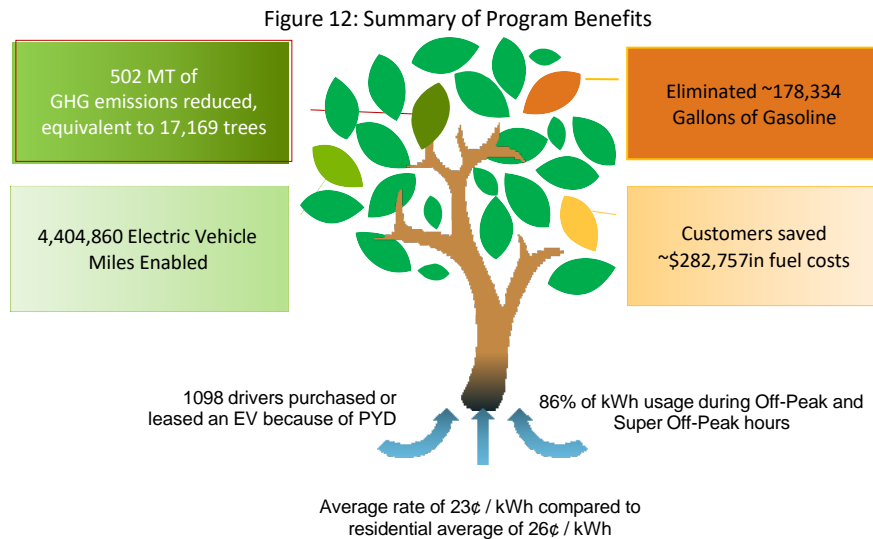 Figure 12: Summary of Program Benefits
502 MT of
GHG emissions reduced,
equivalent to 17,169 trees
Eliminated ~178,334
Gallons of Gasoline
4,404,860 Electric Vehicle
Miles Enabled
Customers saved
~$282,757in fuel costs
1098 drivers purchased or
leased an EV because of PYD
86% of kWh usage during Off-Peak and
Super Off-Peak hours
Average rate of 23¢ / kWh compared to
residential average of 26¢ / kWh